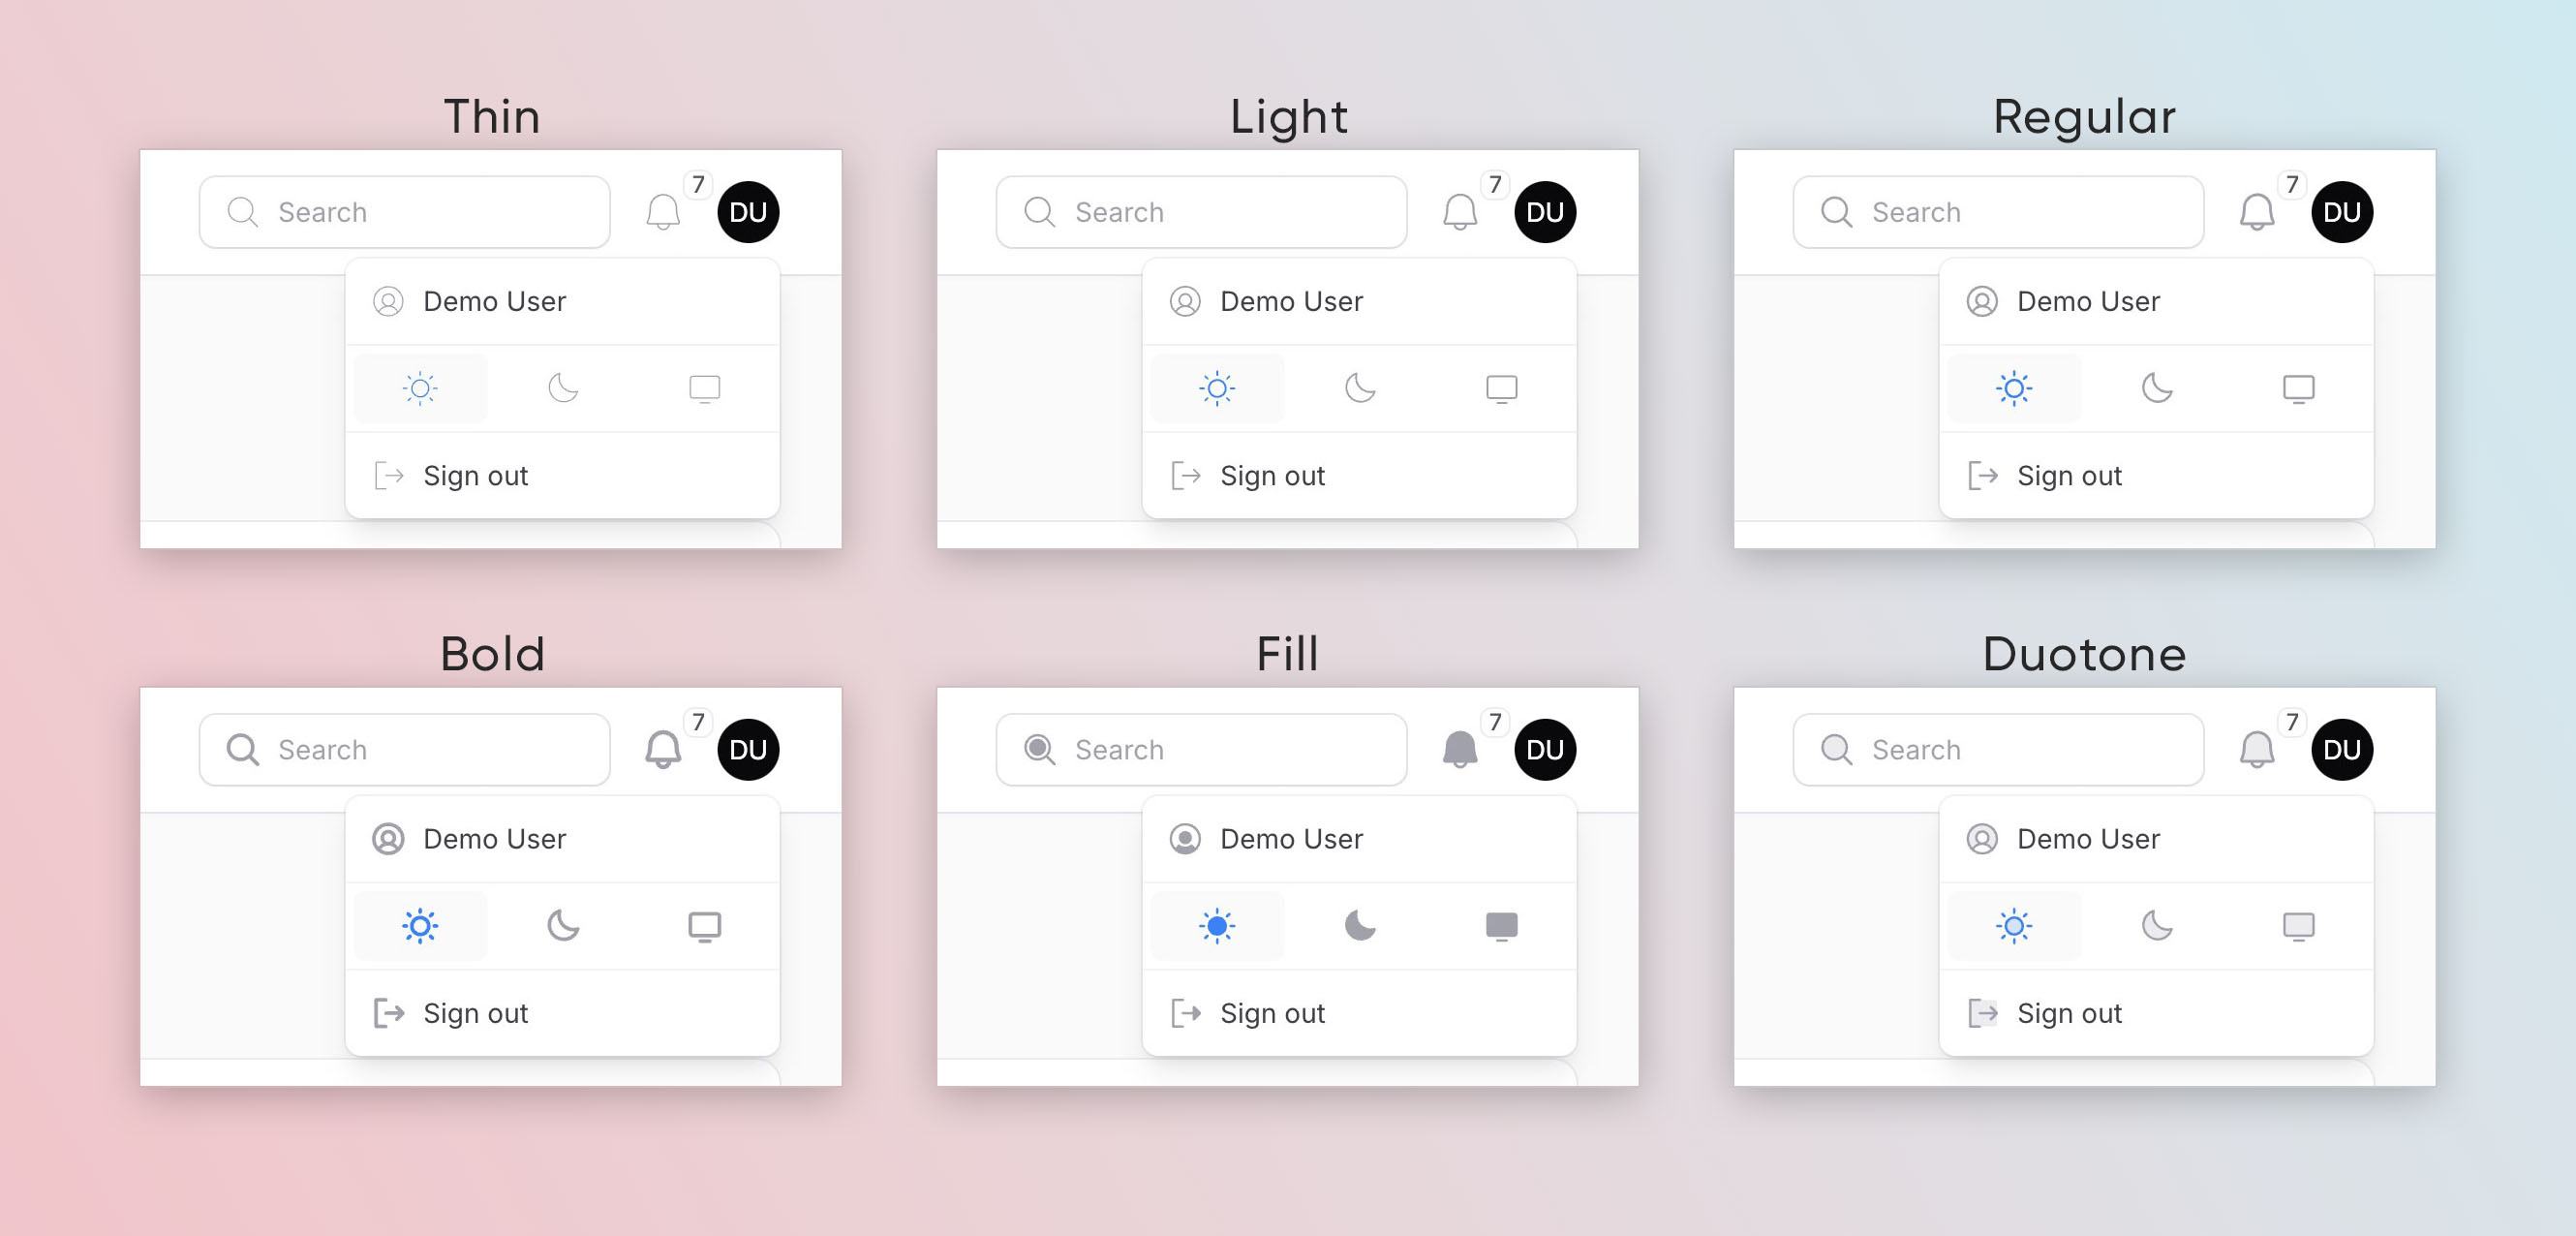 Thin
Search
7
DU
Demo User
Sign out
Light
Search
7
DU
Demo User
Sign out
Regular
Search
7
DU
Demo User
Sign out
Bold
Search
7
DU
Demo User
Sign out
Fill
Search
7
DU
Demo User
Sign out
Duotone
Search
7
DU
Demo User
Sign out